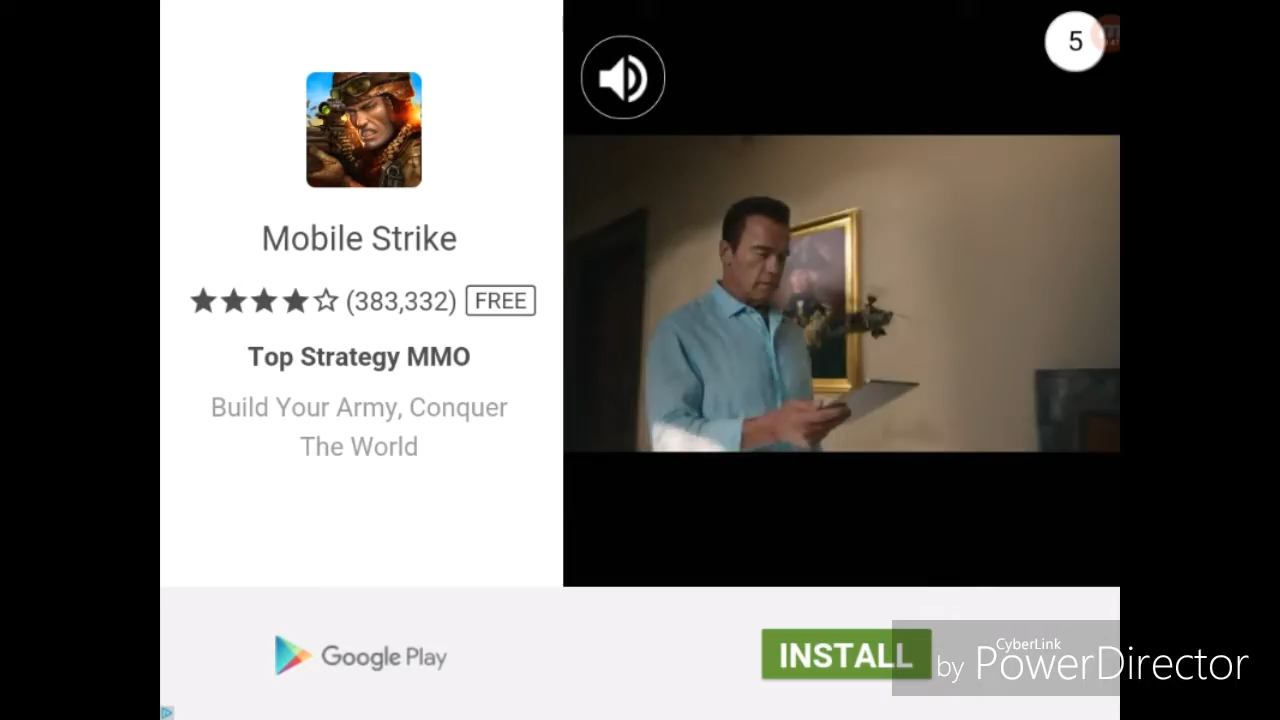 5
Mobile Strike
(383,332) FREE
Top Strategy MMO
Build Your Army, Conquer
The World
Google Play
INSTALL
CyberLink
by PowerDirector